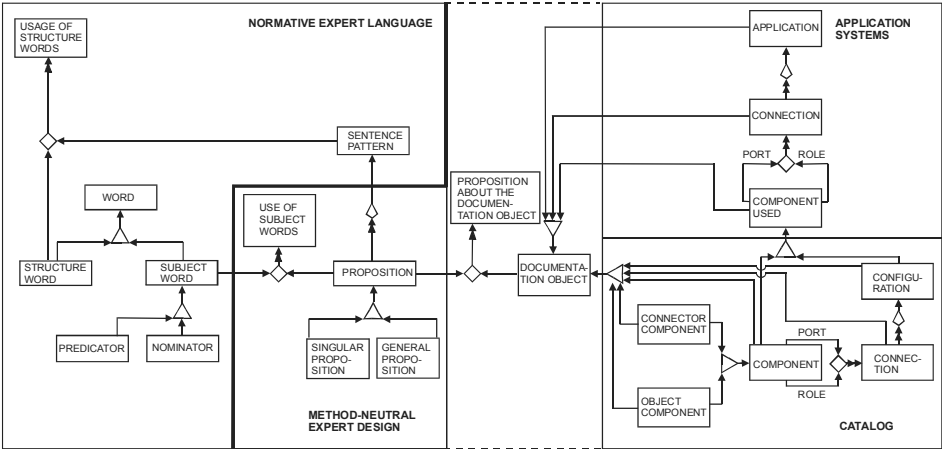 USAGE OF
STRUCTURE
WORDS
NORMATIVE EXPERT LANGUAGE
SENTENCE
PATTERN
WORD
STRUCTURE
WORD
SUBJECT
WORD
PREDICATOR
NOMINATOR
USE OF
SUBJECT
WORDS
PROPOSITION
SINGULAR
PROPO-
SITION
GENERAL
PROPO-
SITION
METHOD-NEUTRAL
EXPERT DESIGN
PROPOSITION
ABOUT THE
DOCUMEN-
TATION OBJECT
DOCUMENTA-
TION OBJECT
APPLICATION
APPLICATION
SYSTEMS
CONNECTION
PORT
ROLE
COMPONENT
USED
CONFIGU-
RATION
CONNECTOR
COMPONENT
PORT
COMPONENT
CONNEC-
TION
ROLE
OBJECT
COMPONENT
CATALOG